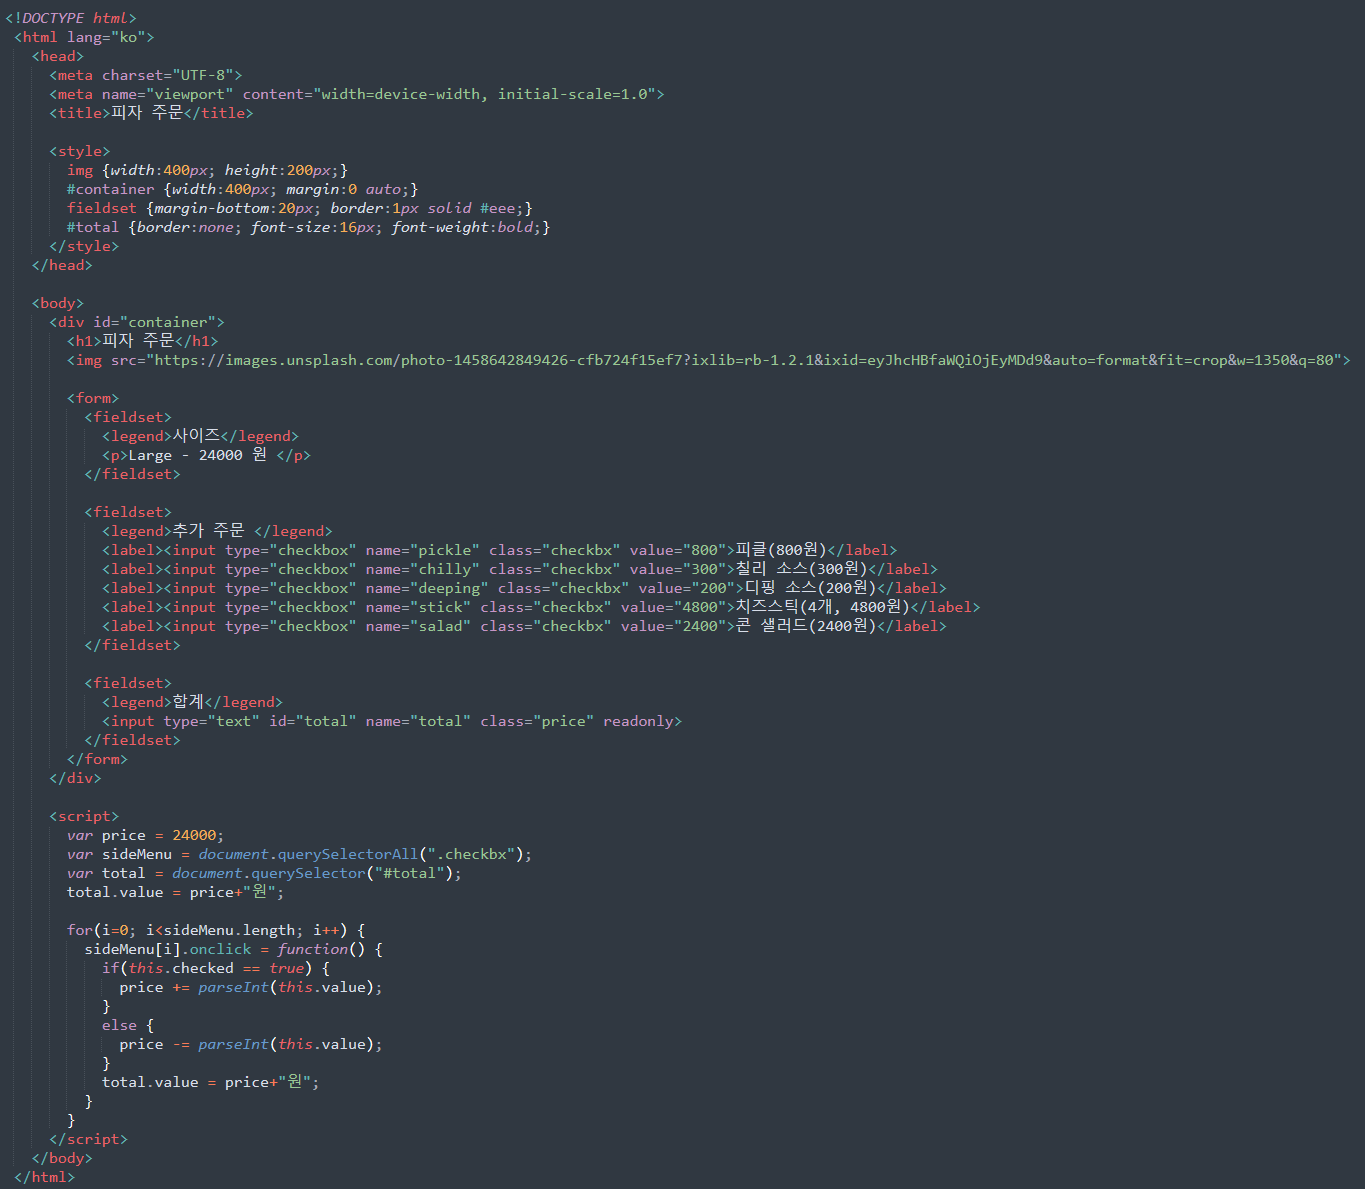 <!DOCTYPE html>
<html lang="ko">
<head>
<meta charset="UTF-8">
<meta name="viewport" content="width=device-width, initial-scale=1.0">
<title>피자 주문</title>
<style>
img {width:400px; height:200px;}
#container {width:400px; margin:0 auto;}
fieldset {margin-bottom:20px; border:1px solid #eee;}
#total {border:none; font-size:16px; font-weight:bold;}
</style>
</head>
<body>
<div id="container">
<h1>피자 주문</h1>
<img src="https://images.unsplash.com/photo-1458642849426-cfb724f15ef7?ixlib=rb-1.2.1&ixid=eyJhcHBfaWQiOjEyMDd9&auto=format&fit=crop&w=1350&q=80">
<form>
<fieldset>
<legend>사이즈</legend>
<p>Large - 24000 원 </p>
</fieldset>
<fieldset>
<legend>추가 주문 </legend>
<label><input type="checkbox" name="pickle" class="checkbx" value="800">피클(800원)</label>
<label><input type="checkbox" name="chilly" class="checkbx" value="300">칠리 소스(300원)</label>
<label><input type="checkbox" name="deeping" class="checkbx" value="200">디핑 소스(200원)</label>
<label><input type="checkbox" name="stick" class="checkbx" value="4800">치즈스틱(4개, 4800원)</label>
<label><input type="checkbox" name="salad" class="checkbx" value="2400">콘 샐러드(2400원)</label>
</fieldset>
<fieldset>
<legend>합계</legend>
<input type="text" id="total" name="total" class="price" readonly>
</fieldset>
</form>
</div>
<script>
var price = 24000;
var sideMenu = document.querySelectorAll(".checkbx");
var total = document.querySelector("#total");
total.value = price+"원";
for(i=0; i<sideMenu.length; i++) {
sideMenu[i].onclick = function() {
if(this.checked == true) {
price += parseInt(this.value);
}
else {
price -= parseInt(this.value);
}
total.value = price+"원";
}
}
</script>
</body>
</html>